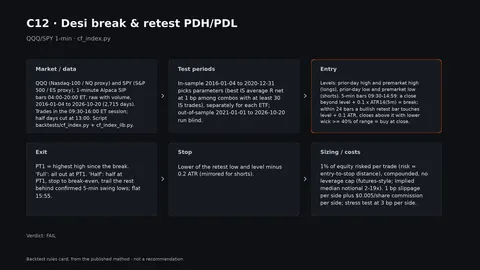 C12 · Desi break & retest PDH/PDL
QQQ/SPY 1-min · cf_index.py
Market / data
QQQ (Nasdaq-100 / NQ proxy) and SPY (S&P
500 / ES proxy), 1-minute Alpaca SIP
bars 04:00-20:00 ET, raw with volume,
2016-01-04 to 2026-10-20 (2,715 days).
Trades in the 09:30-16:00 ET session;
half days cut at 13:00. Script
backtests/cf_index.py + cf_index_lib.py.
Test periods
In-sample 2016-01-04 to 2020-12-31
picks parameters (best IS average R net
at 1 bp among combos with at least 30
IS trades), separately for each ETF;
out-of-sample 2021-01-01 to 2026-10-20
run blind.
Entry
Levels: prior-day high and premarket high
(longs), prior-day low and premarket low
(shorts). 5-min bars 09:30-14:59: a close
beyond level + 0.1 x ATR14(5m) = break;
within 24 bars a bullish retest bar touches
level + 0.2 ATR, closes above it with lower
wick >= 40% of range = buy at close.
Exit
PT1 = highest high since the break.
'Full': all out at PT1. 'Half': half at
PT1, stop to break-even, trail the rest
behind confirmed 5-min swing lows; flat
15:55.
Stop
Lower of the retest low and level minus
0.2 ATR (mirrored for shorts).
Sizing / costs
1% of equity risked per trade (risk =
entry-to-stop distance), compounded, no
leverage cap (futures-style; implied
median notional 2-19x). 1 bp slippage
per side plus $0.005/share commission
per side; stress test at 3 bp per side.
Verdict: FAIL
Backtest rules card, from the published method · not a recommendation.